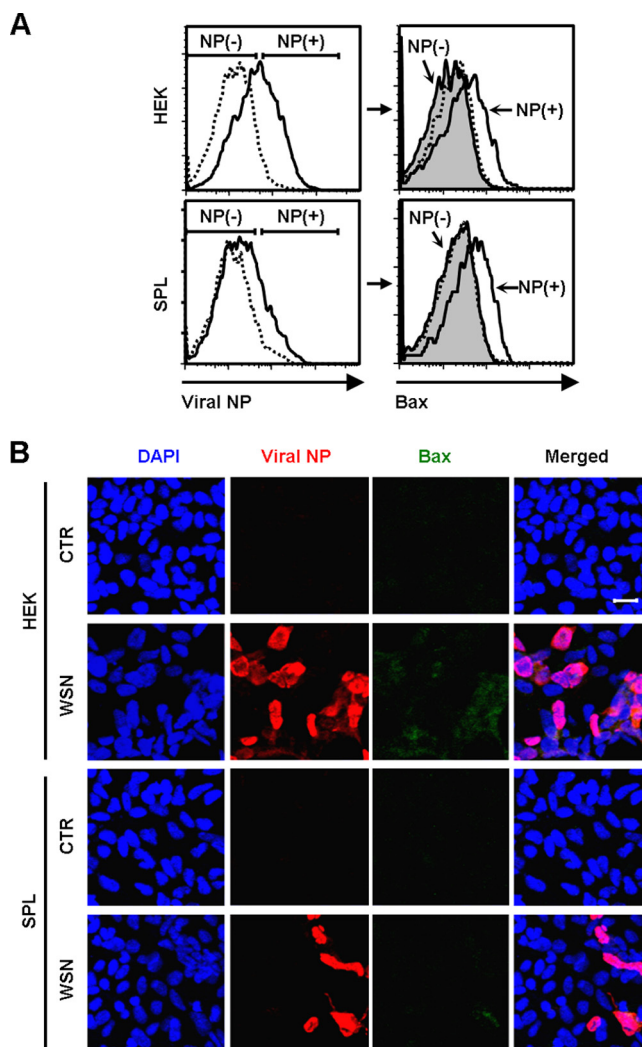 A
NP(-) NP(+)
HEK
NP(-)
NP(+)
NP(-) NP(+)
SPL
NP(-)
NP(+)
Viral NP
Bax
B
DAPI Viral NP Bax Merged
HEK
CTR
WSN
SPL
CTR
WSN